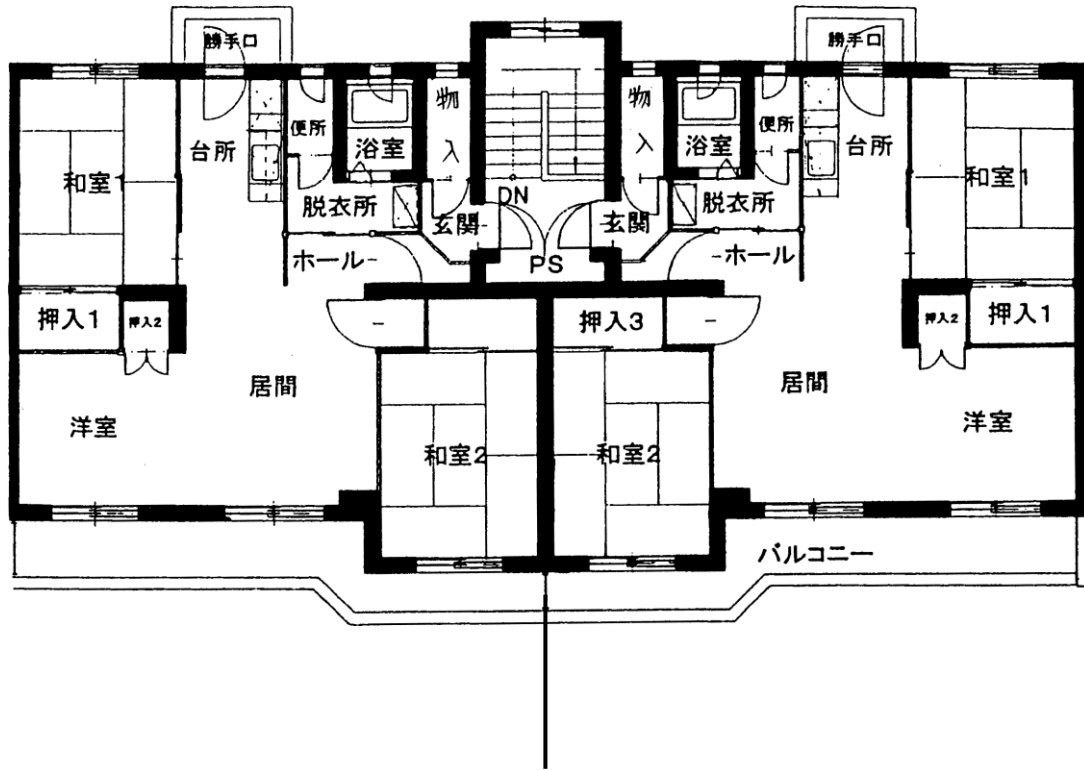 勝手口
勝手口
物入
物入
便所
便所
浴室
浴室
台所
台所
和室1
和室1
DN
脱衣所
脱衣所
玄関
玄関
ホール
PS
ホール
押入1
押入2
押入3
押入2
押入1
居間
居間
洋室
洋室
和室2
和室2
バルコニー